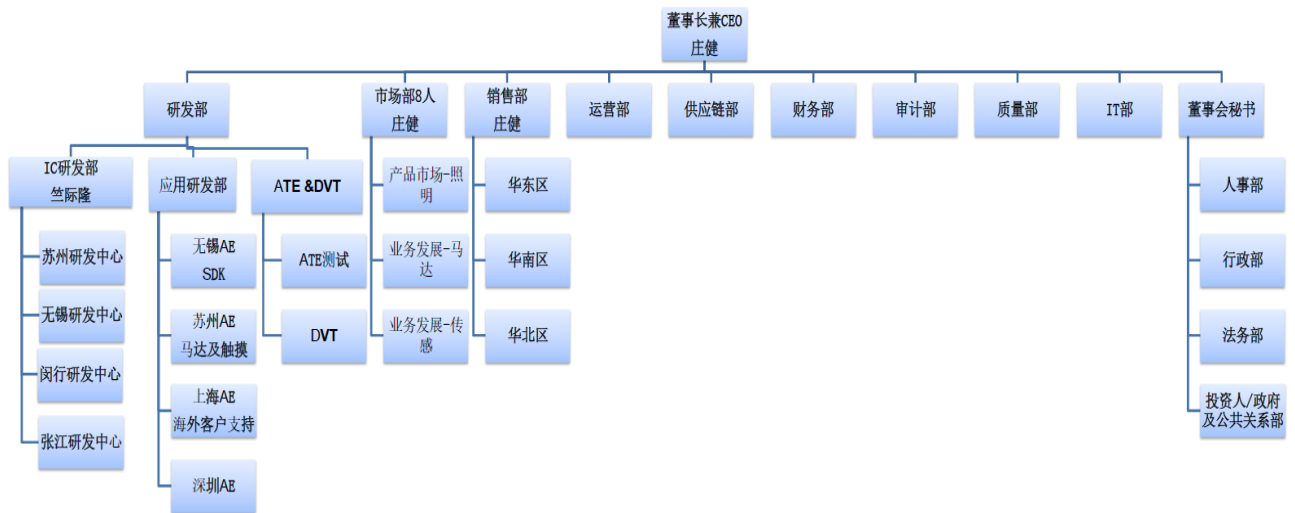 董事长兼CEO
庄健
研发部
市场部8人
庄健
销售部
庄健
运营部
供应链部
财务部
审计部
质量部
IT部
董事会秘书
IC研发部
竺际隆
应用研发部
ATE &DVT
产品市场-照
明
华东区
人事部
苏州研发中心
无锡AE
SDK
ATE测试
业务发展-马
达
华南区
行政部
无锡研发中心
苏州AE
马达及触摸
DVT
业务发展-传
感
华北区
法务部
闵行研发中心
上海AE
海外客户支持
投资人/政府
及公共关系部
张江研发中心
深圳AE